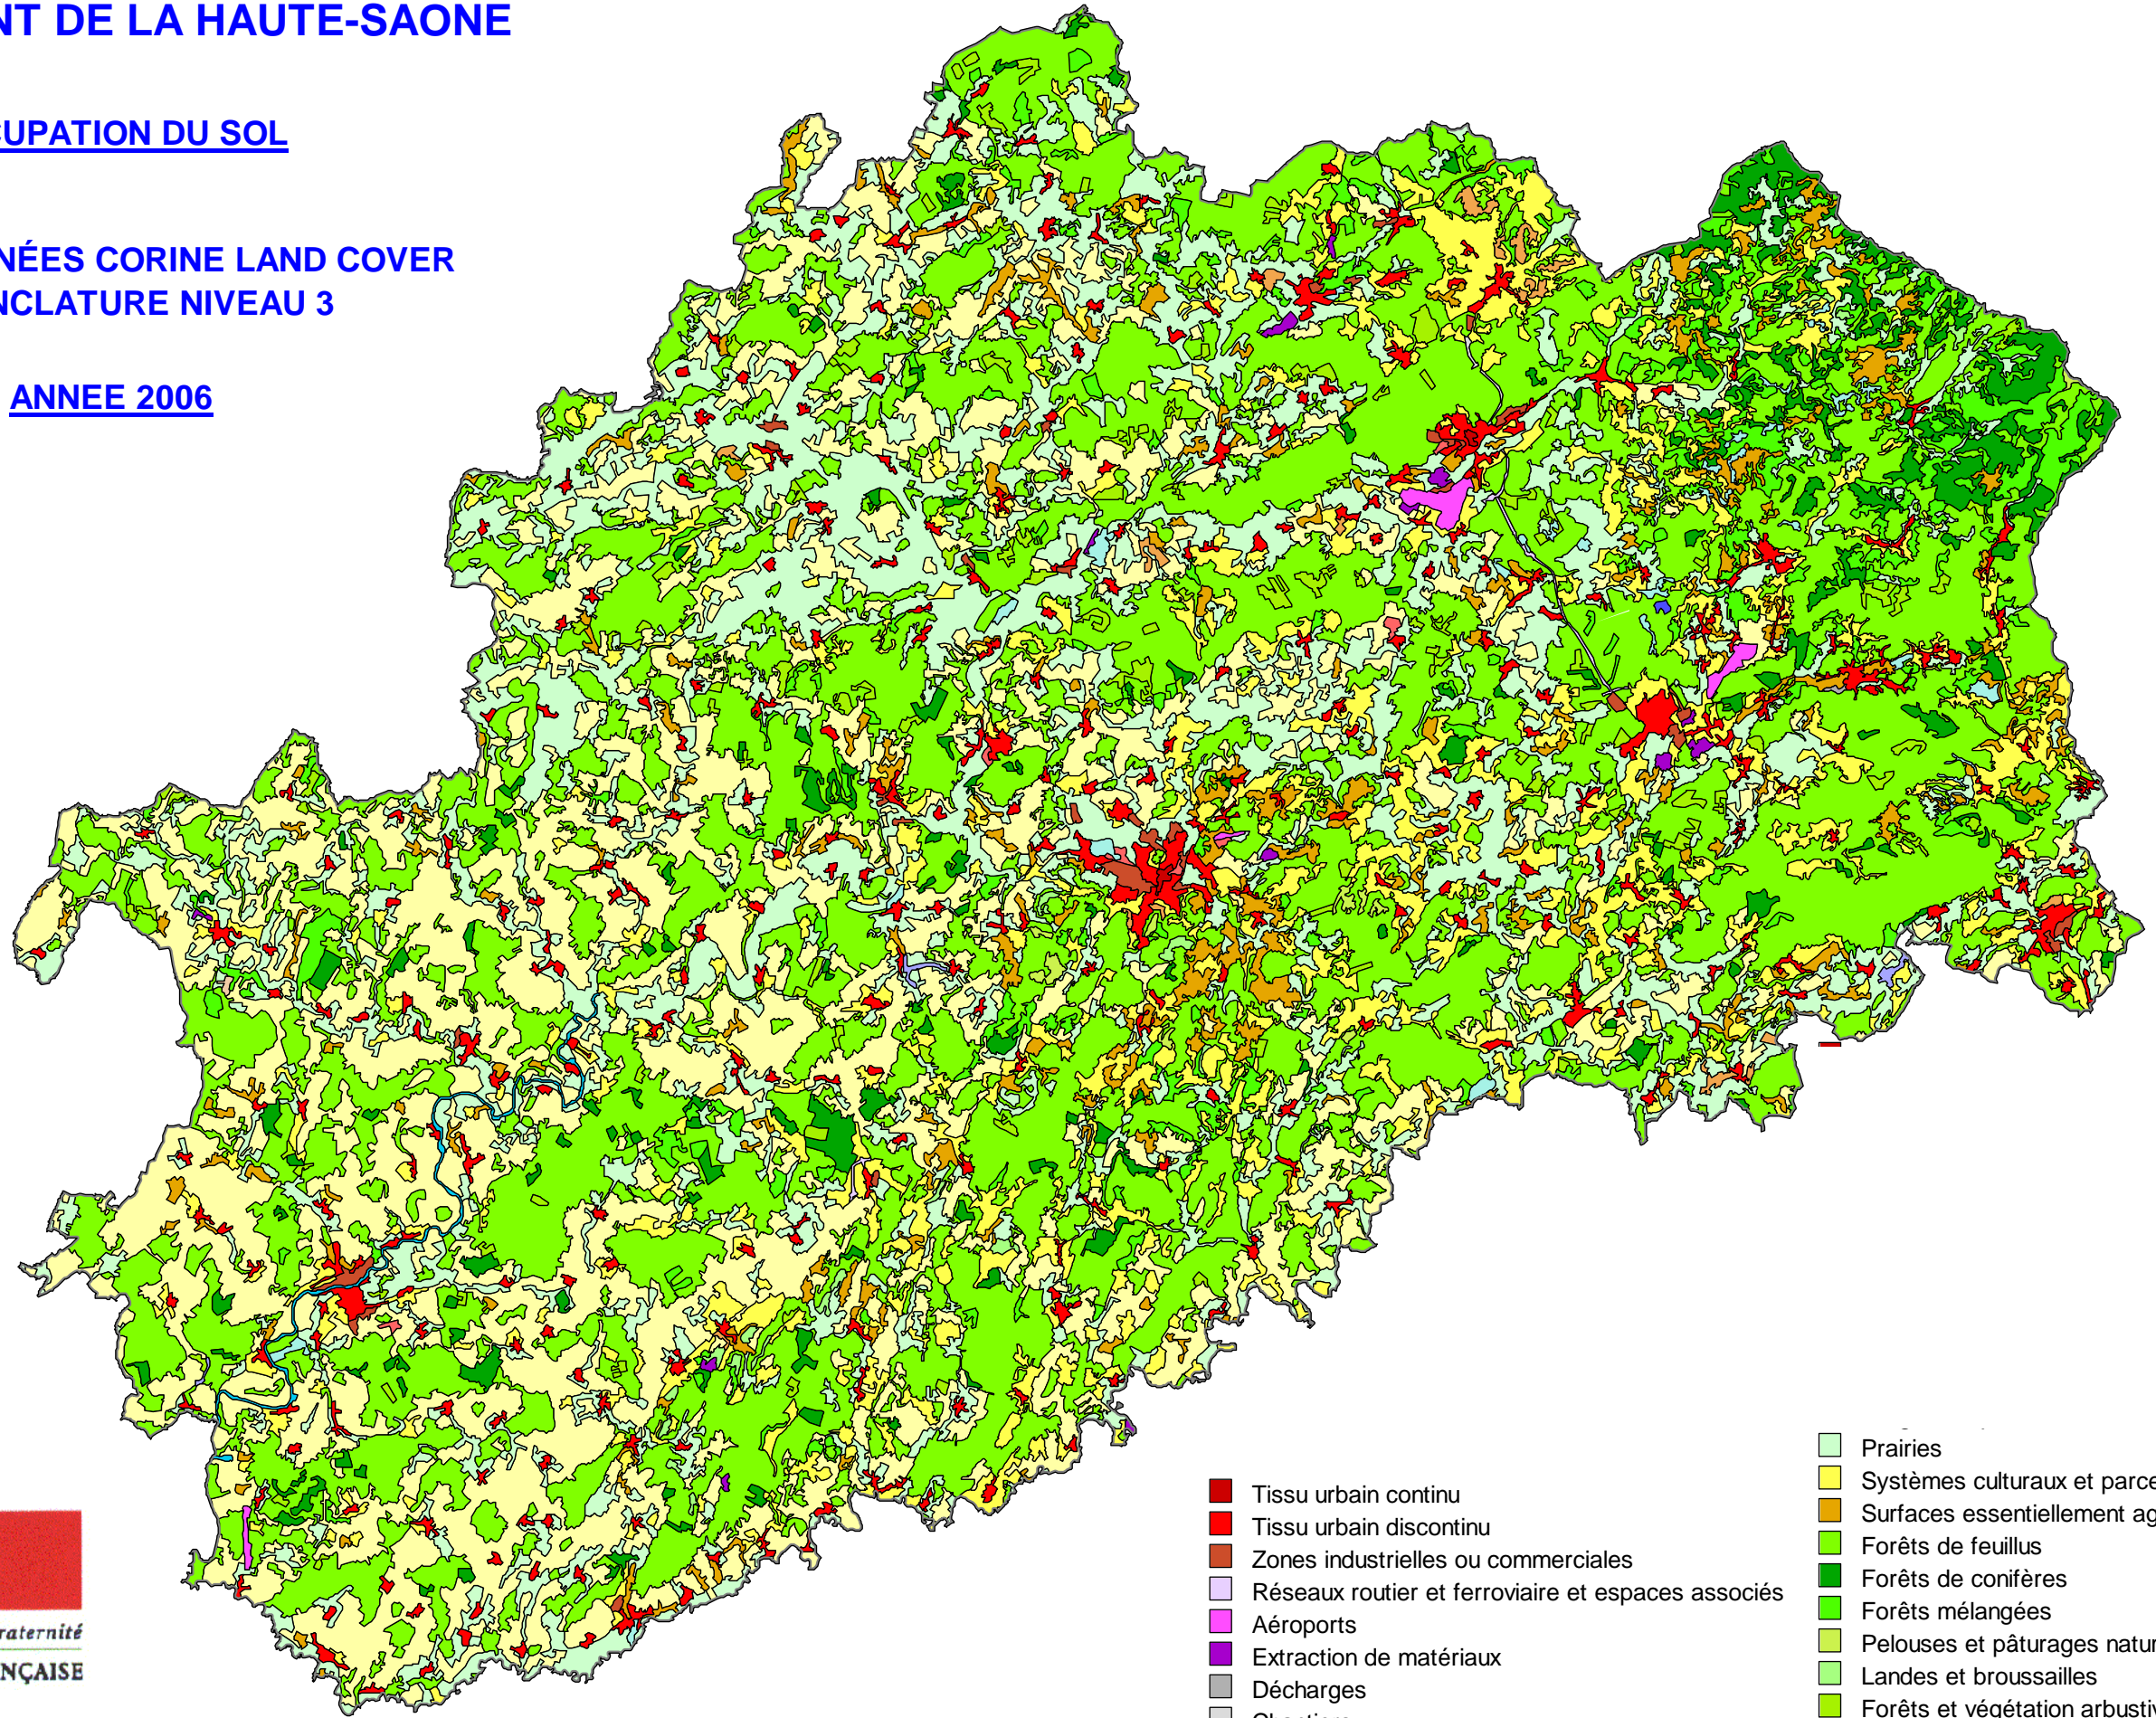 NT DE LA HAUTE-SAONE
CUPATION DU SOL
NÉES CORINE LAND COVER
NCLATURE NIVEAU 3
ANNEE 2006
raternité
NÇAISE
Tissu urbain continu
Tissu urbain discontinu
Zones industrielles ou commerciales
Réseaux routier et ferroviaire et espaces associés
Aéroports
Extraction de matériaux
Décharges
Prairies
Systèmes culturaux et parce
Surfaces essentiellement ag
Forêts de feuillus
Forêts de conifères
Forêts mélangées
Pelouses et pâturages natur
Landes et broussailles
Forêts et végétation arbustiv